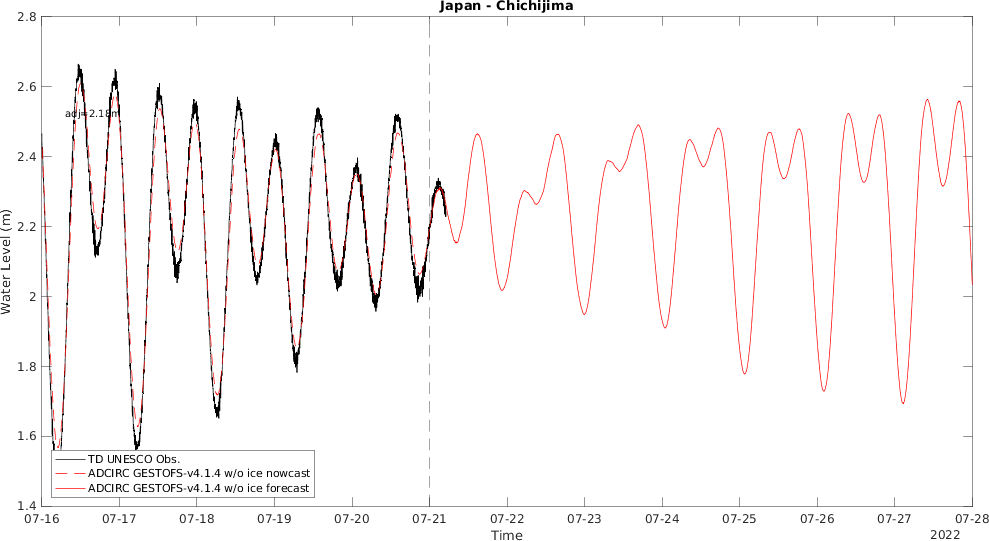 Japan - Chichijima
2.8
2.6
2.4
2.2
2
1.8
1.6
1.4
Water Level (m)
adj=2.18m
TD UNESCO Obs.
ADCIRC GESTOFS-v4.1.4 w/o ice nowcast
ADCIRC GESTOFS-v4.1.4 w/o ice forecast
07-16 07-17 07-18 07-19 07-20 07-21 07-22 07-23 07-24 07-25 07-26 07-27 07-28
Time
2022